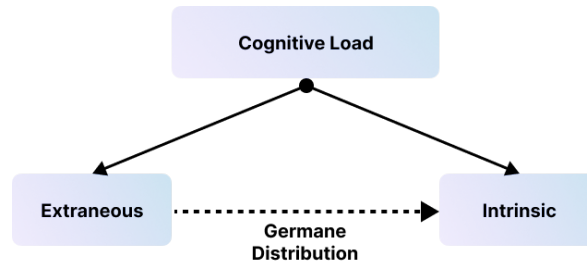 Cognitive Load
Extraneous
Intrinsic
Germane
Distribution